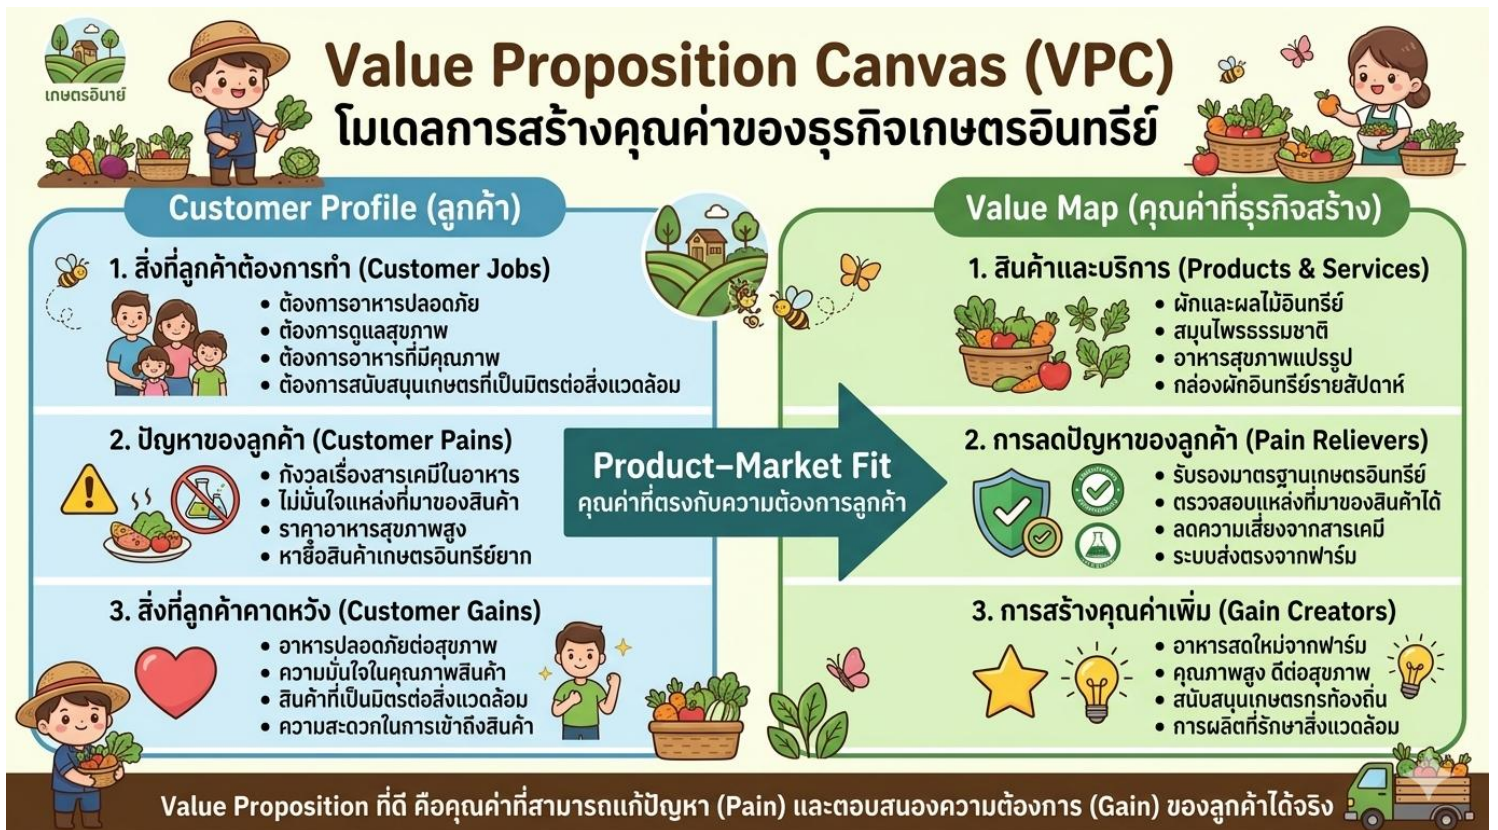 เกษตรอินาย์
Value Proposition Canvas (VPC)
โมเดลการสร้างคุณค่าของธุรกิจเกษตรอินทรีย์
Customer Profile (ลูกค้า)
1. สิ่งที่ลูกค้าต้องการทำ (Customer Jobs)
• ต้องการอาหารปลอดภัย
• ต้องการดูแลสุขภาพ
• ต้องการอาหารที่มีคุณภาพ
• ต้องการสนับสนุนเกษตรที่เป็นมิตรต่อสิ่งแวดล้อม
2. ปัญหาของลูกค้า (Customer Pains)
• กังวลเรื่องสารเคมีในอาหาร
• ไม่มั่นใจแหล่งที่มาของสินค้า
• ราคาอาหารสุขภาพสูง
• หาซื้อสินค้าเกษตรอินทรีย์ยาก
3. สิ่งที่ลูกค้าคาดหวัง (Customer Gains)
• อาหารปลอดภัยต่อสุขภาพ
• ความมั่นใจในคุณภาพสินค้า
• สินค้าที่เป็นมิตรต่อสิ่งแวดล้อม
• ความสะดวกในการเข้าถึงสินค้า
Product–Market Fit
คุณค่าที่ตรงกับความต้องการลูกค้า
Value Map (คุณค่าที่ธุรกิจสร้าง)
1. สินค้าและบริการ (Products & Services)
• ผักและผลไม้อินทรีย์
• สมุนไพรธรรมชาติ
• อาหารสุขภาพแปรรูป
• กล่องผักอินทรีย์รายสัปดาห์
2. การลดปัญหาของลูกค้า (Pain Relievers)
• รับรองมาตรฐานเกษตรอินทรีย์
• ตรวจสอบแหล่งที่มาของสินค้าได้
• ลดความเสี่ยงจากสารเคมี
• ระบบส่งตรงจากฟาร์ม
3. การสร้างคุณค่าเพิ่ม (Gain Creators)
• อาหารสดใหม่จากฟาร์ม
• คุณภาพสูง ดีต่อสุขภาพ
• สนับสนุนเกษตรกรท้องถิ่น
• การผลิตที่รักษาสิ่งแวดล้อม
Value Proposition ที่ดี คือคุณค่าที่สามารถแก้ปัญหา (Pain) และตอบสนองความต้องการ (Gain) ของลูกค้าได้จริง